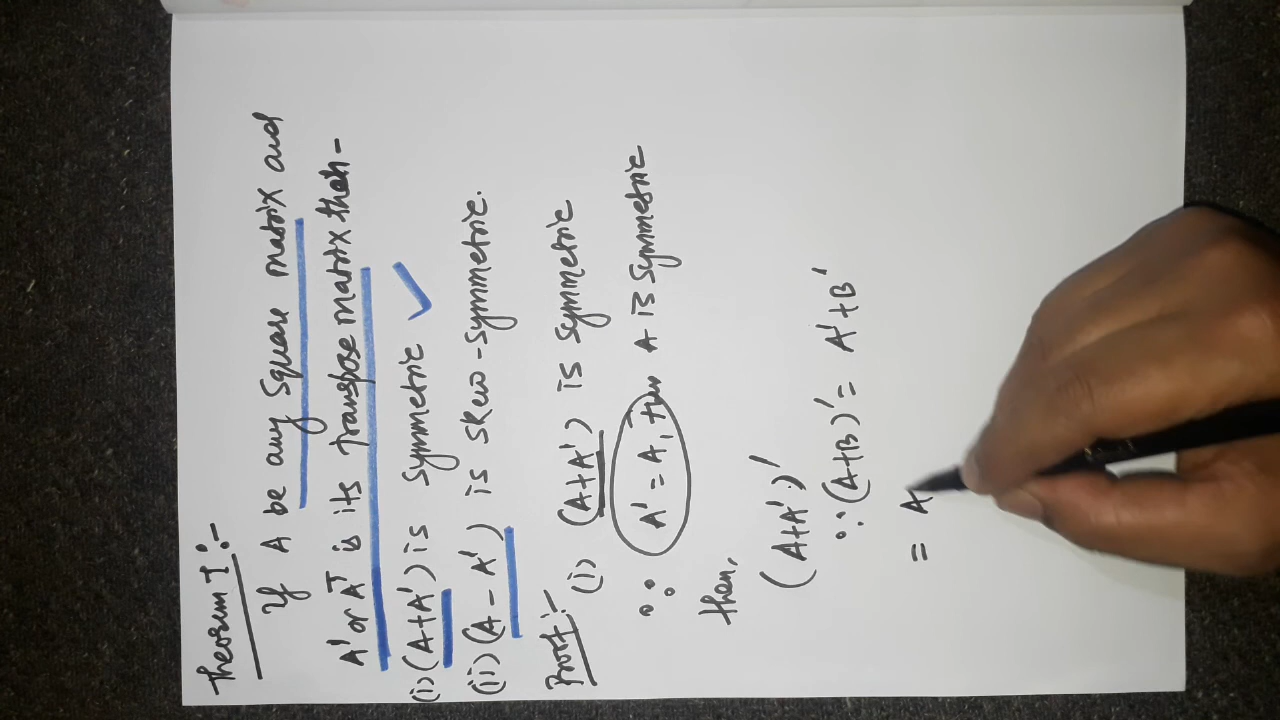 Theorem I :-
If A be any Square matrix and
A' or Aᵀ is its transpose matrix then -
(i) (A+A') is symmetric ✓
(ii) (A - A') is skew-symmetric.
Proof :- (i) (A+A') is symmetric
∵ A' = A, then A is symmetric
then,
(A+A')'
∵ (A+B)' = A'+B'
= A